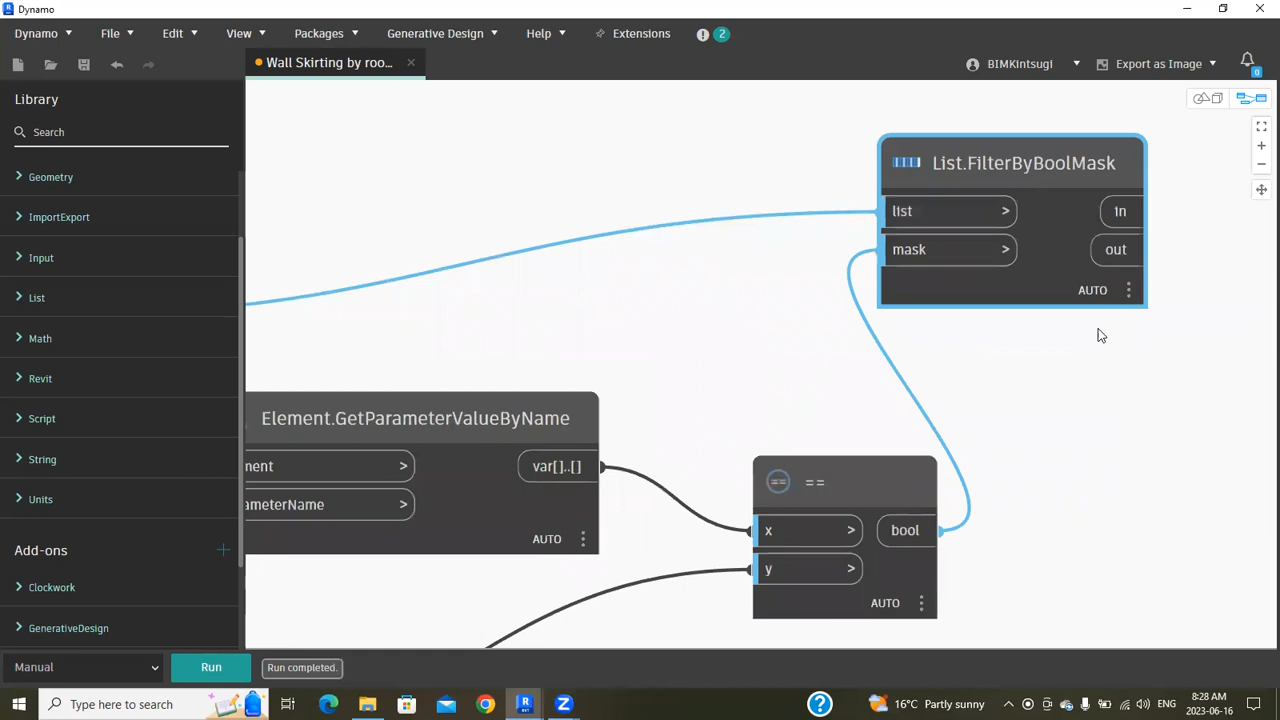 Dynamo
Dynamo File Edit View Packages Generative Design Help Extensions 2
Wall Skirting by roo...
BIMKintsugi
Export as Image
0
Library
Search
Geometry
ImportExport
Input
List
Math
Revit
Script
String
Units
Add-ons
Clockwork
GenerativeDesign
List.FilterByBoolMask
list > in
mask > out
AUTO
Element.GetParameterValueByName
ment > var[]..[]
ameterName >
AUTO
== ==
x > bool
y >
AUTO
Manual
Run
Run completed.
Type here to search
16°C Partly sunny
ENG
8:28 AM
2023-06-16